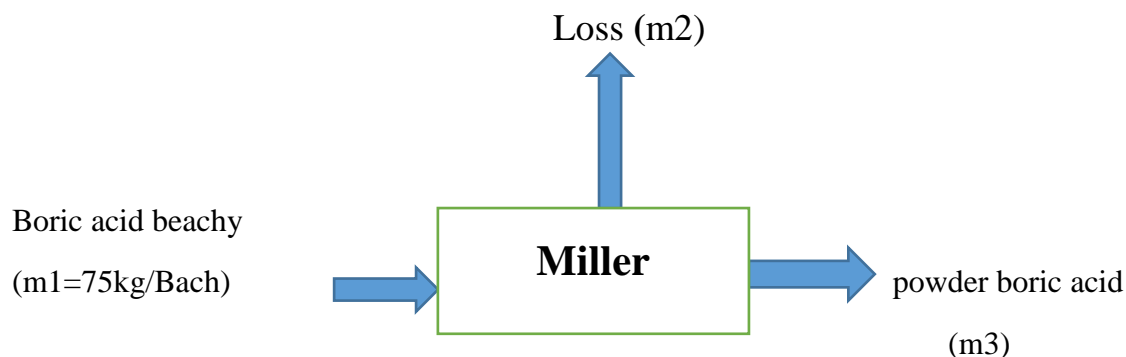 Loss (m2)
Boric acid beachy
(m1=75kg/Bach)
Miller
powder boric acid
(m3)